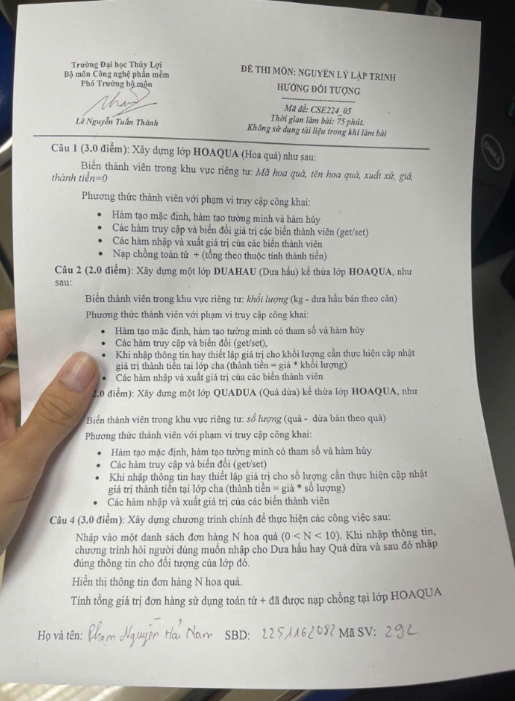 Trường Đại học Thủy Lợi
Bộ môn Công nghệ phần mềm
Phó Trưởng bộ môn
Lê Nguyễn Tuấn Thành
ĐỀ THI MÔN: NGUYÊN LÝ LẬP TRÌNH
HƯỚNG ĐỐI TƯỢNG
Mã đề: CSE224_05
Thời gian làm bài: 75 phút.
Không sử dụng tài liệu trong khi làm bài
Câu 1 (3.0 điểm): Xây dựng lớp HOAQUA (Hoa quả) như sau:
Biến thành viên trong khu vực riêng tư: Mã hoa quả, tên hoa quả, xuất xứ, giá,
thành tiền=0
Phương thức thành viên với phạm vi truy cập công khai:
• Hàm tạo mặc định, hàm tạo tường minh và hàm hủy
• Các hàm truy cập và biến đổi giá trị các biến thành viên (get/set)
• Các hàm nhập và xuất giá trị của các biến thành viên
• Nạp chồng toán tử + (tổng theo thuộc tính thành tiền)
Câu 2 (2.0 điểm): Xây dựng một lớp DUAHAU (Dưa hấu) kế thừa lớp HOAQUA, như
sau:
Biến thành viên trong khu vực riêng tư: khối lượng (kg - dưa hấu bán theo cân)
Phương thức thành viên với phạm vi truy cập công khai:
• Hàm tạo mặc định, hàm tạo tường minh có tham số và hàm hủy
• Các hàm truy cập và biến đổi (get/set),
• Khi nhập thông tin hay thiết lập giá trị cho khối lượng cần thực hiện cập nhật
giá trị thành tiền tại lớp cha (thành tiền = giá * khối lượng)
• Các hàm nhập và xuất giá trị của các biến thành viên
.0 điểm): Xây dựng một lớp QUADUA (Quả dừa) kế thừa lớp HOAQUA, như
Biến thành viên trong khu vực riêng tư: số lượng (quả - dừa bán theo quả)
Phương thức thành viên với phạm vi truy cập công khai:
• Hàm tạo mặc định, hàm tạo tường minh có tham số và hàm hủy
• Các hàm truy cập và biến đổi (get/set)
• Khi nhập thông tin hay thiết lập giá trị cho số lượng cần thực hiện cập nhật
giá trị thành tiền tại lớp cha (thành tiền = giá * số lượng)
• Các hàm nhập và xuất giá trị của các biến thành viên
Câu 4 (3.0 điểm): Xây dựng chương trình chính để thực hiện các công việc sau:
Nhập vào một danh sách đơn hàng N hoa quả (0 < N < 10). Khi nhập thông tin,
chương trình hỏi người dùng muốn nhập cho Dưa hấu hay Quả dừa và sau đó nhập
đúng thông tin cho đối tượng của lớp đó.
Hiển thị thông tin đơn hàng N hoa quả.
Tính tổng giá trị đơn hàng sử dụng toán tử + đã được nạp chồng tại lớp HOAQUA
Họ và tên: Phạm Nguyễn Hải Nam SBD: 2251162082 Mã SV: 292